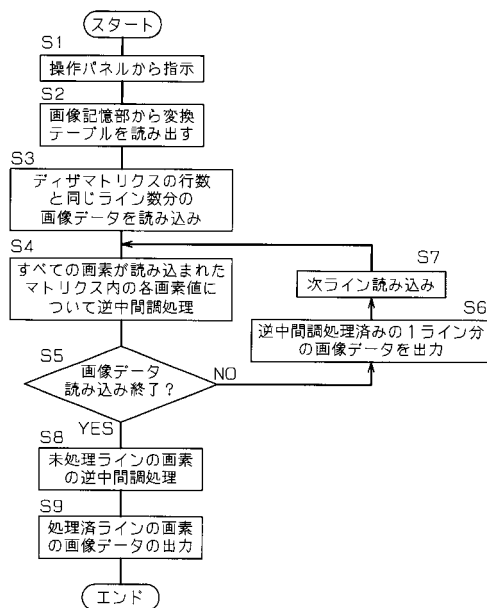 スタート
S1
操作パネルから指示
S2
画像記憶部から変換
テーブルを読み出す
S3
ディザマトリクスの行数
と同じライン数分の
画像データを読み込み
S4
すべての画素が読み込まれた
マトリクス内の各画素値
について逆中間調処理
S5
画像データ
読み込み終了?
NO
YES
S6
逆中間調処理済みの1ライン分
の画像データを出力
S7
次ライン読み込み
S8
未処理ラインの画素
の逆中間調処理
S9
処理済ラインの画素
の画像データの出力
エンド